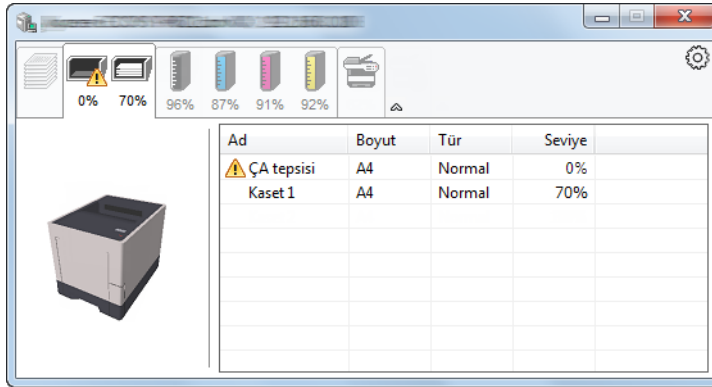 0% 70% 96% 87% 91% 92%
Ad Boyut Tür Seviye
ÇA tepsisi A4 Normal 0%
Kaset 1 A4 Normal 70%